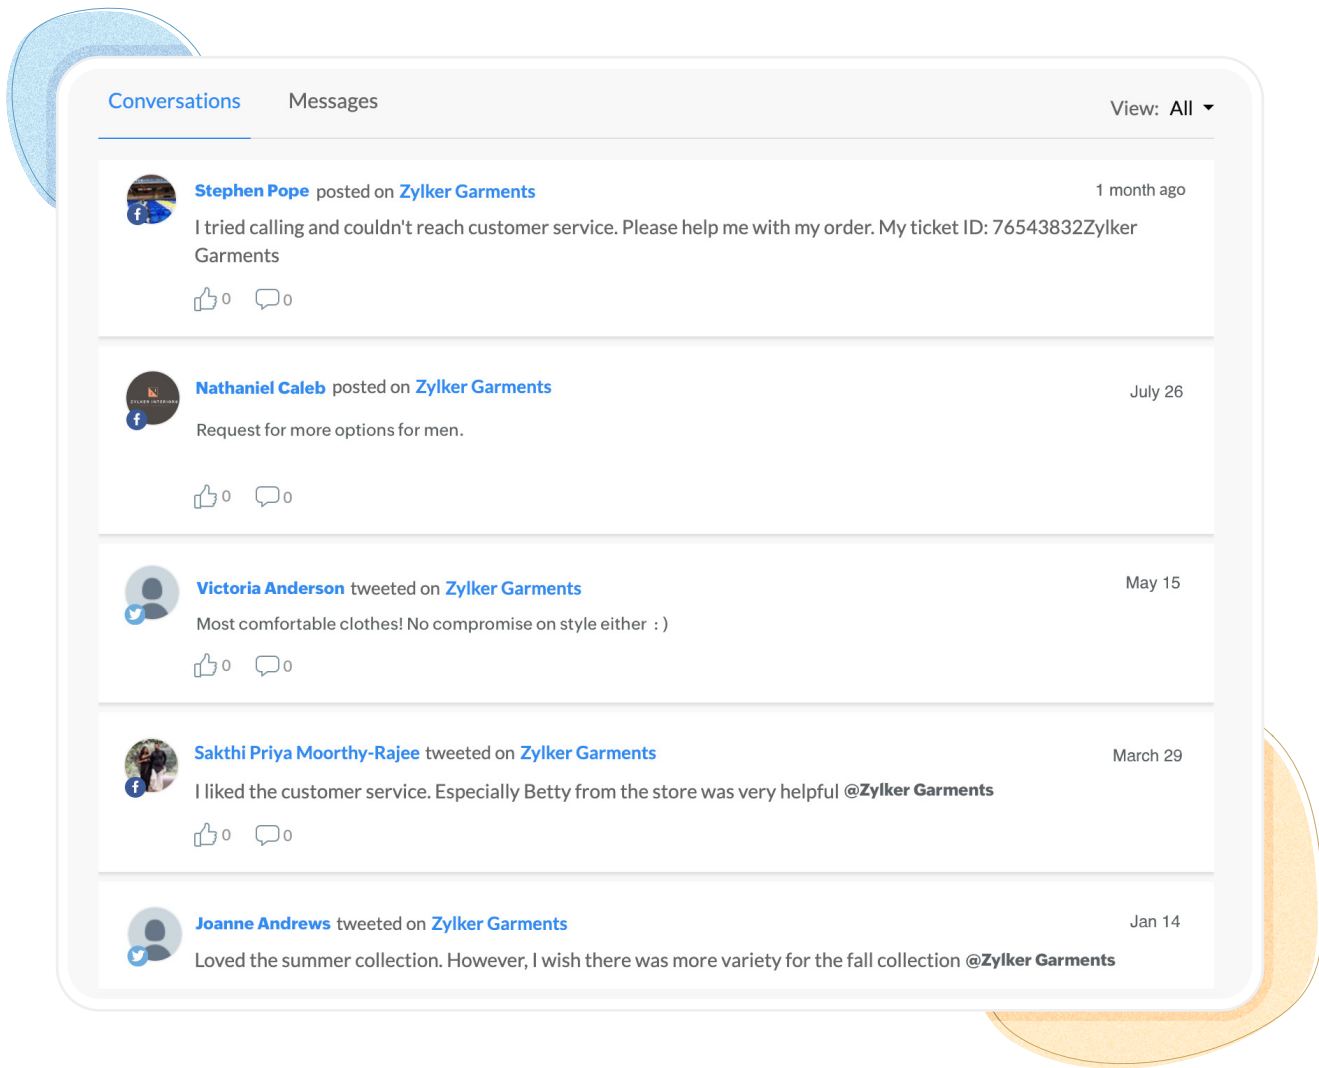 Conversations Messages View: All
Stephen Pope posted on Zylker Garments 1 month ago
I tried calling and couldn't reach customer service. Please help me with my order. My ticket ID: 76543832Zylker
Garments
0 0
Nathaniel Caleb posted on Zylker Garments July 26
ZYLKER INTERIORS
Request for more options for men.
0 0
Victoria Anderson tweeted on Zylker Garments May 15
Most comfortable clothes! No compromise on style either : )
0 0
Sakthi Priya Moorthy-Rajee tweeted on Zylker Garments March 29
I liked the customer service. Especially Betty from the store was very helpful @Zylker Garments
0 0
Joanne Andrews tweeted on Zylker Garments Jan 14
Loved the summer collection. However, I wish there was more variety for the fall collection @Zylker Garments